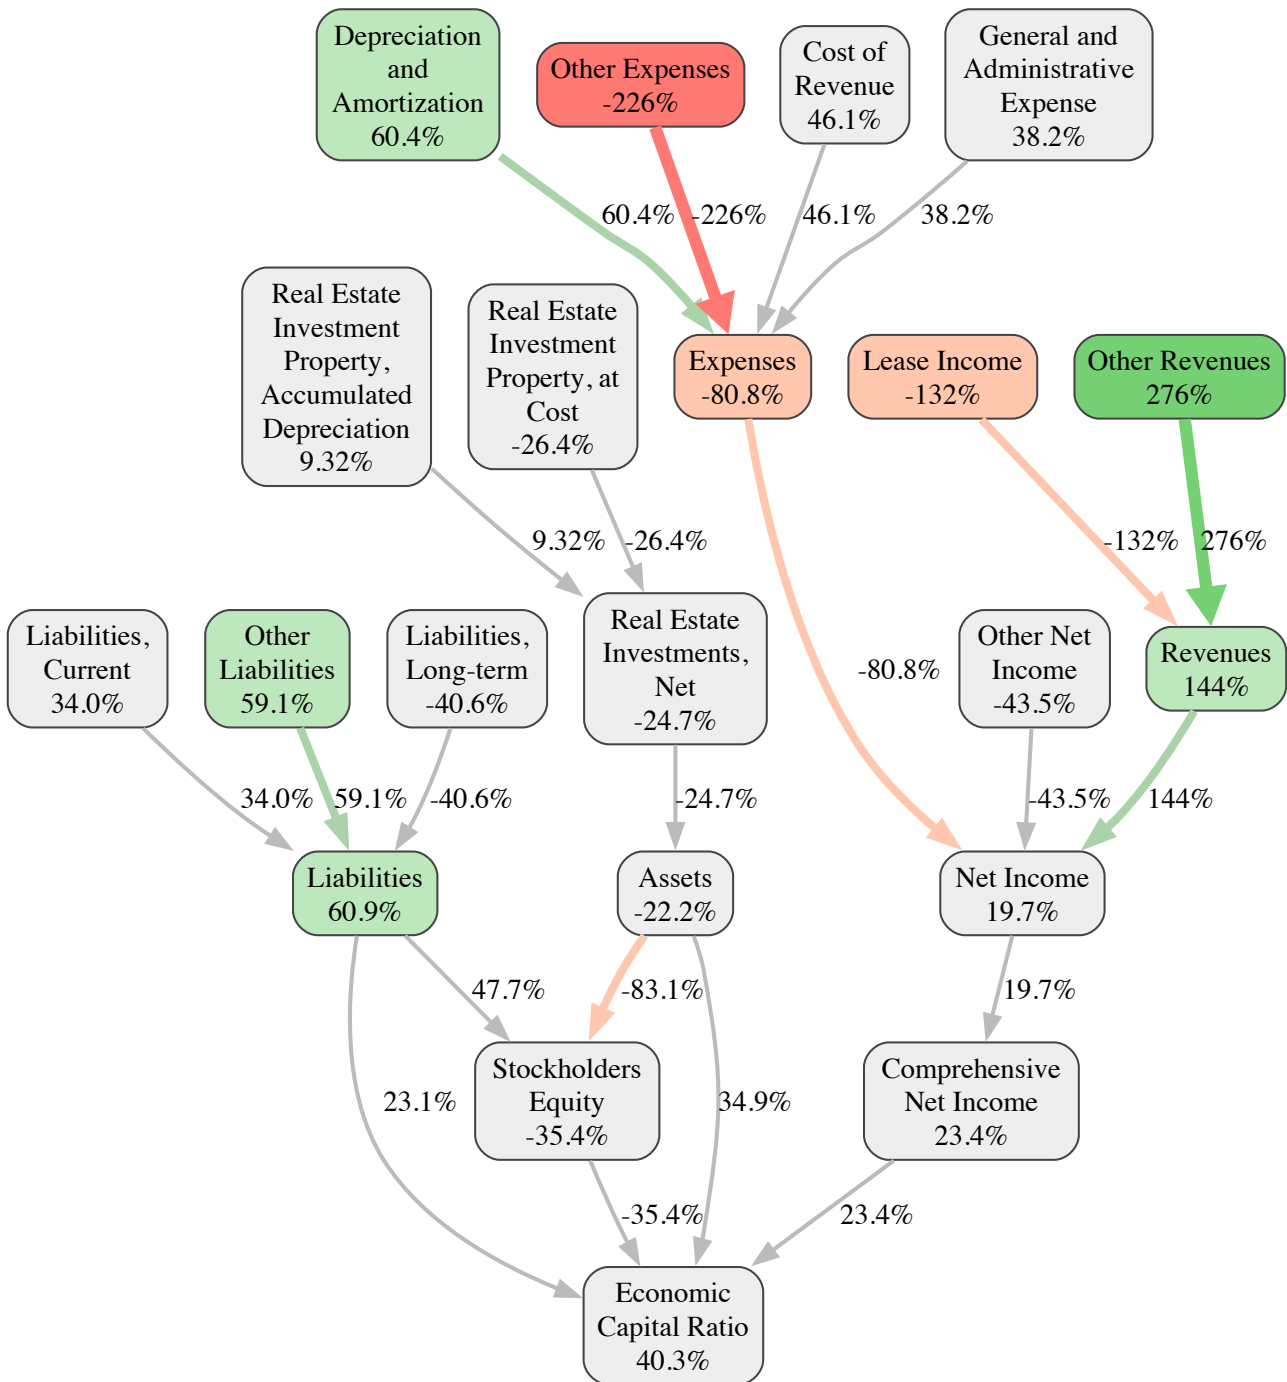 Depreciation
and
Amortization
60.4%
Other Expenses
-226%
Cost of
Revenue
46.1%
General and
Administrative
Expense
38.2%
60.4%
-226%
46.1%
38.2%
Real Estate
Investment
Property,
Accumulated
Depreciation
9.32%
Real Estate
Investment
Property, at
Cost
-26.4%
Expenses
-80.8%
Lease Income
-132%
Other Revenues
276%
9.32%
-26.4%
-132%
276%
Liabilities,
Current
34.0%
Other
Liabilities
59.1%
Liabilities,
Long-term
-40.6%
Real Estate
Investments,
Net
-24.7%
-80.8%
Other Net
Income
-43.5%
Revenues
144%
34.0%
59.1%
-40.6%
-24.7%
-43.5%
144%
Liabilities
60.9%
Assets
-22.2%
Net Income
19.7%
47.7%
-83.1%
19.7%
23.1%
Stockholders
Equity
-35.4%
34.9%
Comprehensive
Net Income
23.4%
-35.4%
23.4%
Economic
Capital Ratio
40.3%